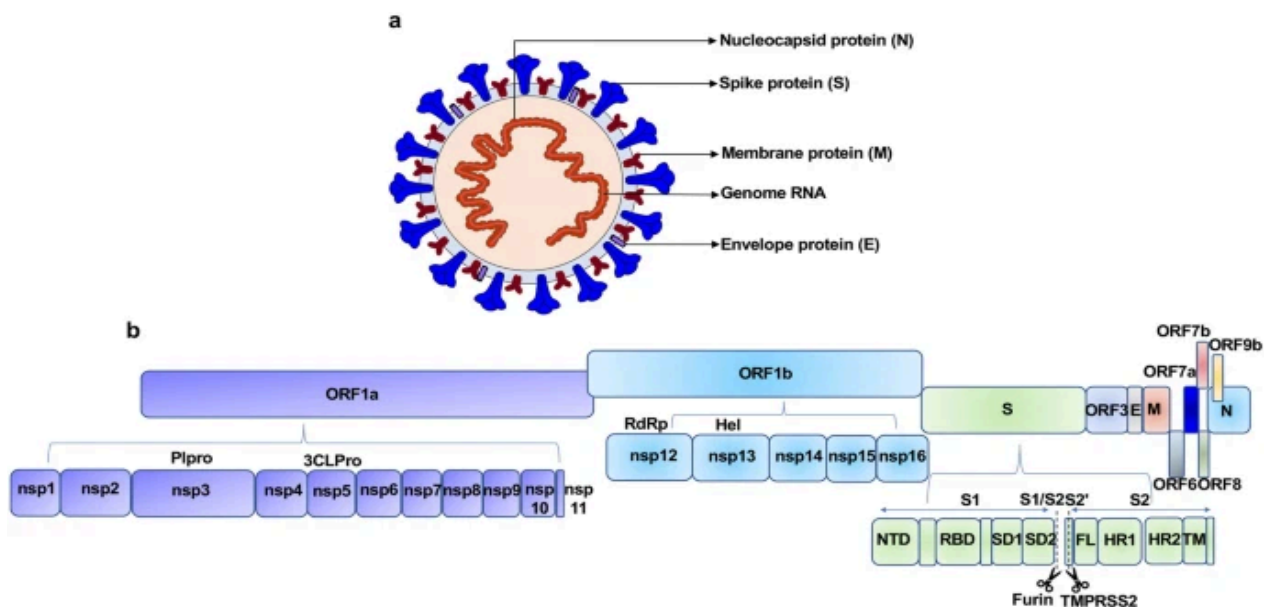 a
Nucleocapsid protein (N)
Spike protein (S)
Membrane protein (M)
Genome RNA
Envelope protein (E)
b
ORF7b
ORF9b
ORF7a
ORF1b
ORF1a
S
ORF3
E
M
N
RdRp
Hel
nsp12
nsp13
nsp14
nsp15
nsp16
Plpro
3CLPro
nsp1
nsp2
nsp3
nsp4
nsp5
nsp6
nsp7
nsp8
nsp9
nsp
10
nsp
11
ORF6
ORF8
S1
S1/S2
S2'
S2
NTD
RBD
SD1
SD2
FL
HR1
HR2
TM
Furin
TMPRSS2